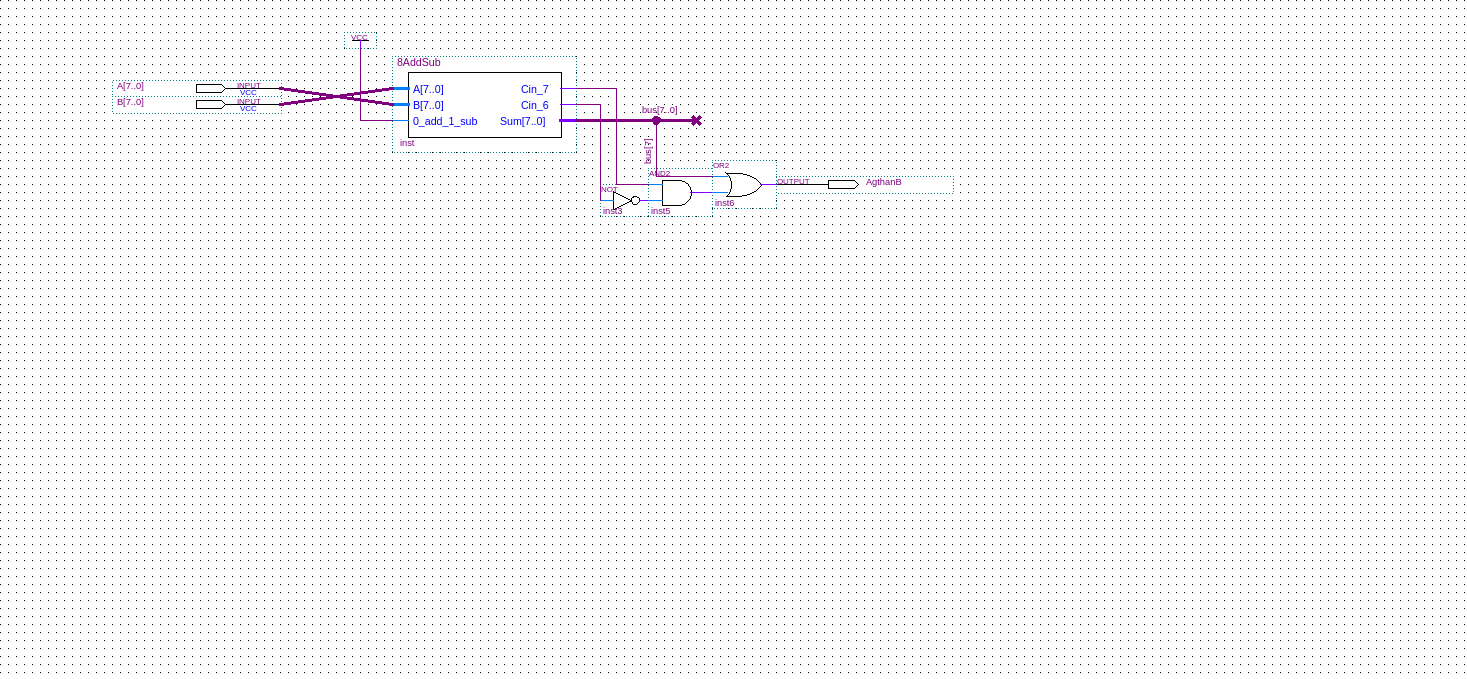 VCC
8AddSub
A[7..0] INPUT VCC
B[7..0] INPUT VCC
A[7..0] Cin_7
B[7..0] Cin_6
0_add_1_sub Sum[7..0]
inst
bus[7..0]
bus[7]
NOT
inst3
AND2
inst5
OR2
inst6
OUTPUT AgthanB